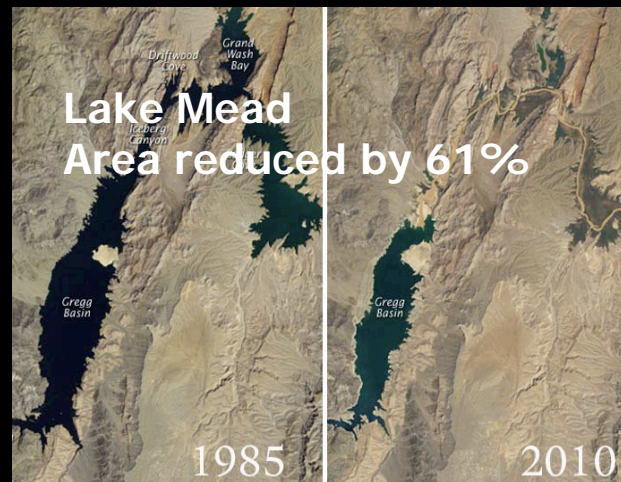 Grand
Wash
Bay
Driftwood
Cove
Lake Mead
Iceberg
Canyon
Area reduced by 61%
Gregg
Basin
Gregg
Basin
1985
2010